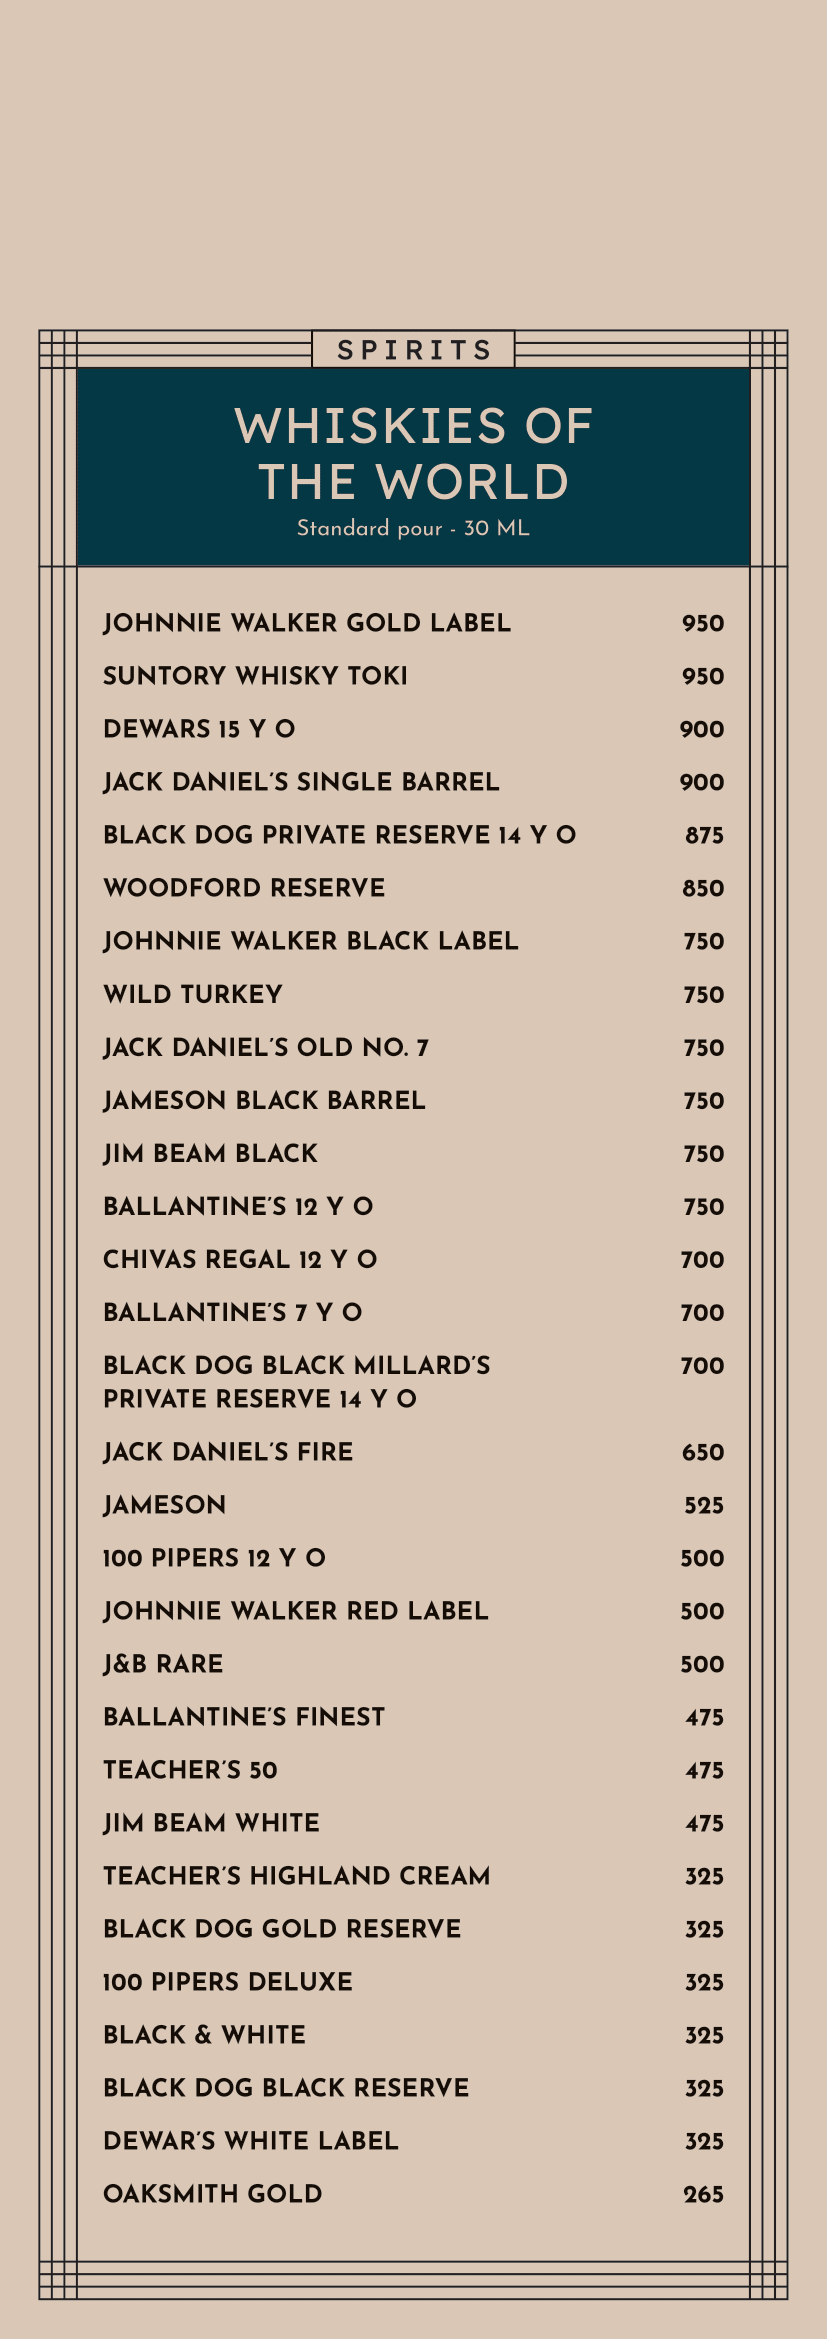 SPIRITS
WHISKIES OF
THE WORLD
Standard pour - 30 ML
JOHNNIE WALKER GOLD LABEL 950
SUNTORY WHISKY TOKI 950
DEWARS 15 Y O 900
JACK DANIEL'S SINGLE BARREL 900
BLACK DOG PRIVATE RESERVE 14 Y O 875
WOODFORD RESERVE 850
JOHNNIE WALKER BLACK LABEL 750
WILD TURKEY 750
JACK DANIEL'S OLD NO. 7 750
JAMESON BLACK BARREL 750
JIM BEAM BLACK 750
BALLANTINE'S 12 Y O 750
CHIVAS REGAL 12 Y O 700
BALLANTINE'S 7 Y O 700
BLACK DOG BLACK MILLARD'S 700
PRIVATE RESERVE 14 Y O
JACK DANIEL'S FIRE 650
JAMESON 525
100 PIPERS 12 Y O 500
JOHNNIE WALKER RED LABEL 500
J&B RARE 500
BALLANTINE'S FINEST 475
TEACHER'S 50 475
JIM BEAM WHITE 475
TEACHER'S HIGHLAND CREAM 325
BLACK DOG GOLD RESERVE 325
100 PIPERS DELUXE 325
BLACK & WHITE 325
BLACK DOG BLACK RESERVE 325
DEWAR'S WHITE LABEL 325
OAKSMITH GOLD 265